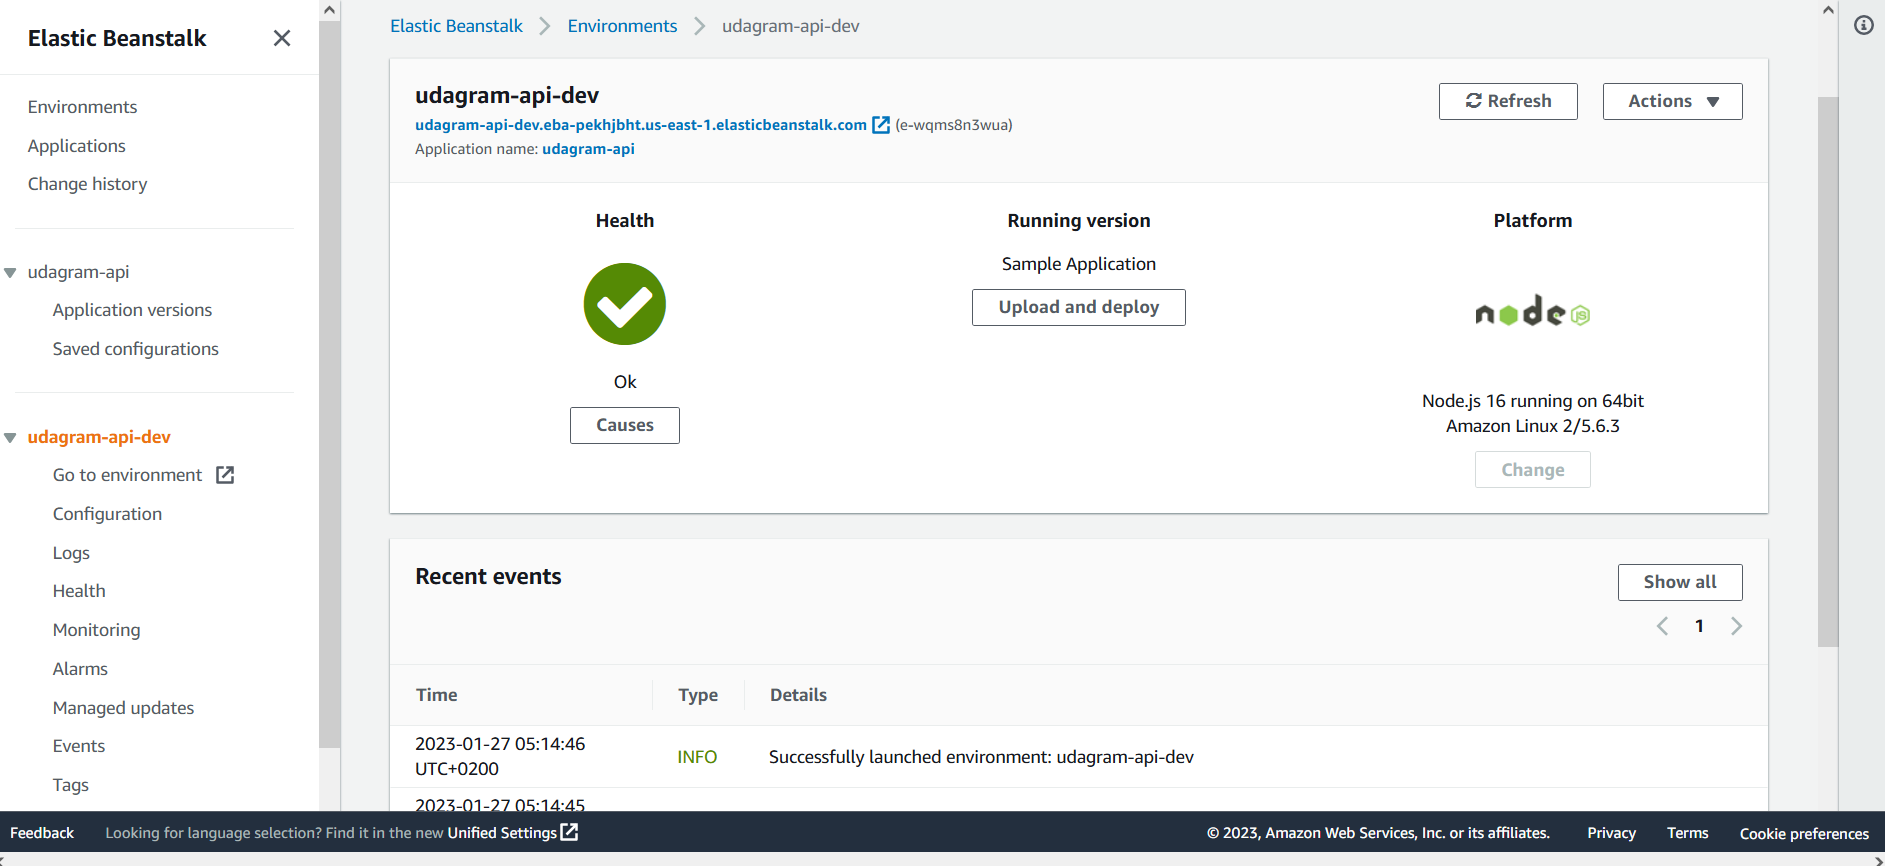 Elastic Beanstalk
Environments
Applications
Change history
udagram-api
Application versions
Saved configurations
udagram-api-dev
Go to environment
Configuration
Logs
Health
Monitoring
Alarms
Managed updates
Events
Tags
Elastic Beanstalk Environments udagram-api-dev
udagram-api-dev
udagram-api-dev.eba-pekhjbht.us-east-1.elasticbeanstalk.com (e-wqms8n3wua)
Application name: udagram-api
Refresh
Actions
Health
Ok
Causes
Running version
Sample Application
Upload and deploy
Platform
node JS
Node.js 16 running on 64bit
Amazon Linux 2/5.6.3
Change
Recent events
Show all
1
Time Type Details
2023-01-27 05:14:46
UTC+0200
INFO
Successfully launched environment: udagram-api-dev
2023-01-27 05:14:45
Feedback Looking for language selection? Find it in the new Unified Settings © 2023, Amazon Web Services, Inc. or its affiliates. Privacy Terms Cookie preferences